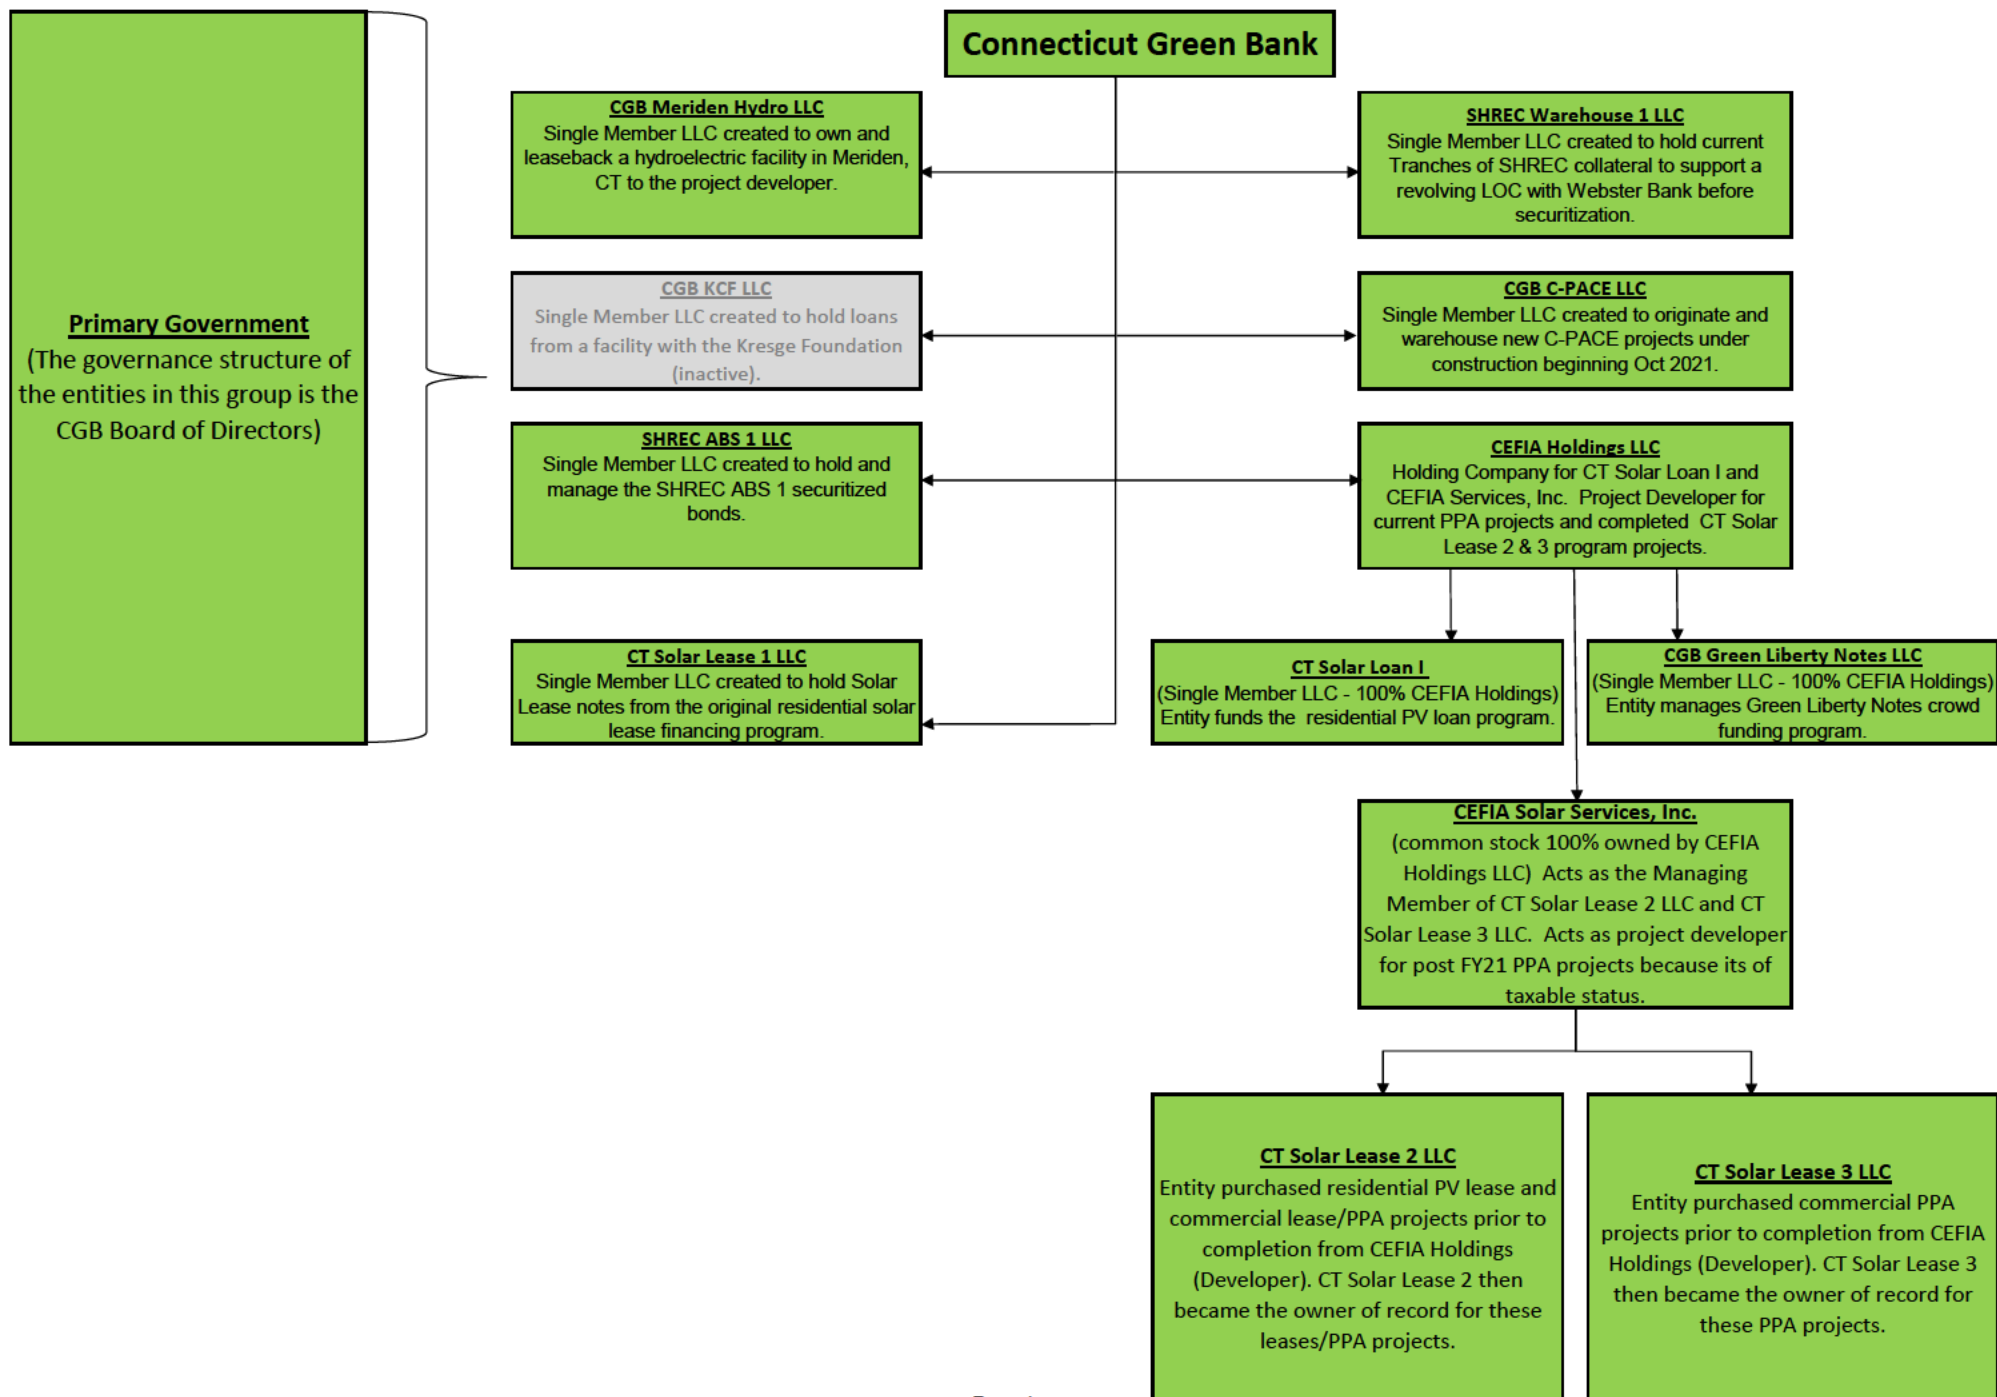 Connecticut Green Bank
Primary Government
(The governance structure of
the entities in this group is the
CGB Board of Directors)
CGB Meriden Hydro LLC
Single Member LLC created to own and
leaseback a hydroelectric facility in Meriden,
CT to the project developer.
SHREC Warehouse 1 LLC
Single Member LLC created to hold current
Tranches of SHREC collateral to support a
revolving LOC with Webster Bank before
securitization.
CGB KCF LLC
Single Member LLC created to hold loans
from a facility with the Kresge Foundation
(inactive).
CGB C-PACE LLC
Single Member LLC created to originate and
warehouse new C-PACE projects under
construction beginning Oct 2021.
SHREC ABS 1 LLC
Single Member LLC created to hold and
manage the SHREC ABS 1 securitized
bonds.
CEFIA Holdings LLC
Holding Company for CT Solar Loan I and
CEFIA Services, Inc.  Project Developer for
current PPA projects and completed  CT Solar
Lease 2 & 3 program projects.
CT Solar Lease 1 LLC
Single Member LLC created to hold Solar
Lease notes from the original residential solar
lease financing program.
CT Solar Loan I
(Single Member LLC - 100% CEFIA Holdings)
Entity funds the  residential PV loan program.
CGB Green Liberty Notes LLC
(Single Member LLC - 100% CEFIA Holdings)
Entity manages Green Liberty Notes crowd
funding program.
CEFIA Solar Services, Inc.
(common stock 100% owned by CEFIA
Holdings LLC)  Acts as the Managing
Member of CT Solar Lease 2 LLC and CT
Solar Lease 3 LLC.  Acts as project developer
for post FY21 PPA projects because its of
taxable status.
CT Solar Lease 2 LLC
Entity purchased residential PV lease and
commercial lease/PPA projects prior to
completion from CEFIA Holdings
(Developer). CT Solar Lease 2 then
became the owner of record for these
leases/PPA projects.
CT Solar Lease 3 LLC
Entity purchased commercial PPA
projects prior to completion from CEFIA
Holdings (Developer). CT Solar Lease 3
then became the owner of record for
these PPA projects.